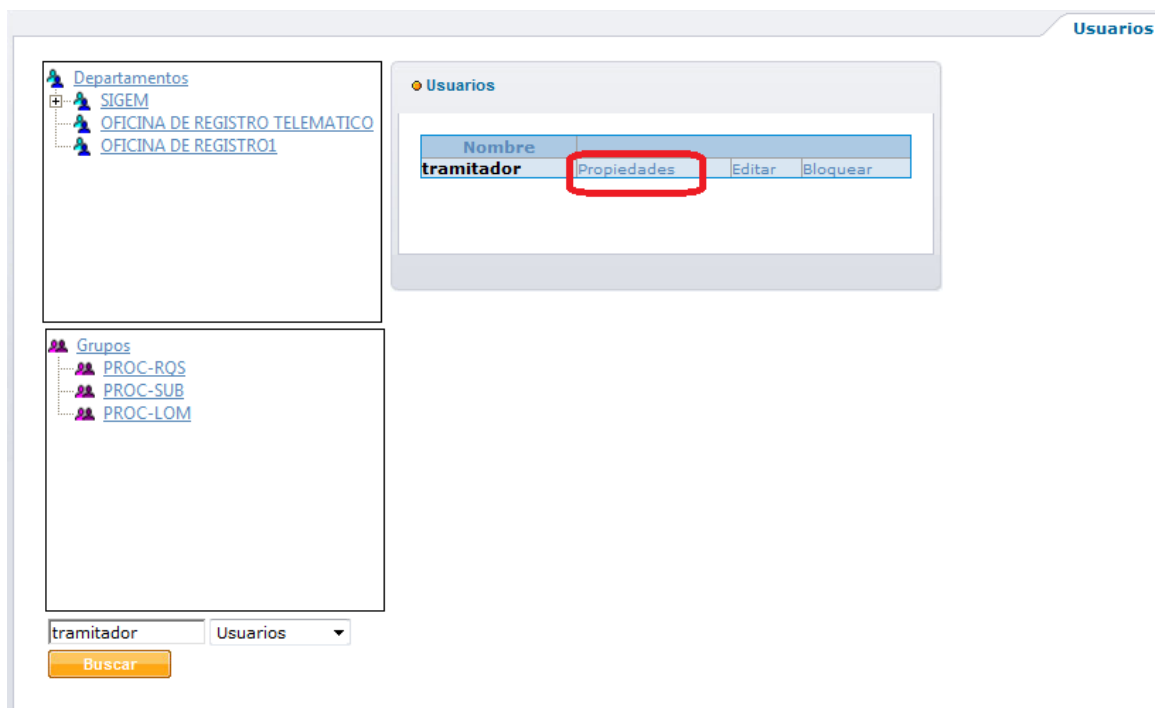 Usuarios
Departamentos
SIGEM
OFICINA DE REGISTRO TELEMATICO
OFICINA DE REGISTRO1
Usuarios
Nombre
tramitador Propiedades Editar Bloquear
Grupos
PROC-RQS
PROC-SUB
PROC-LOM
tramitador Usuarios
Buscar